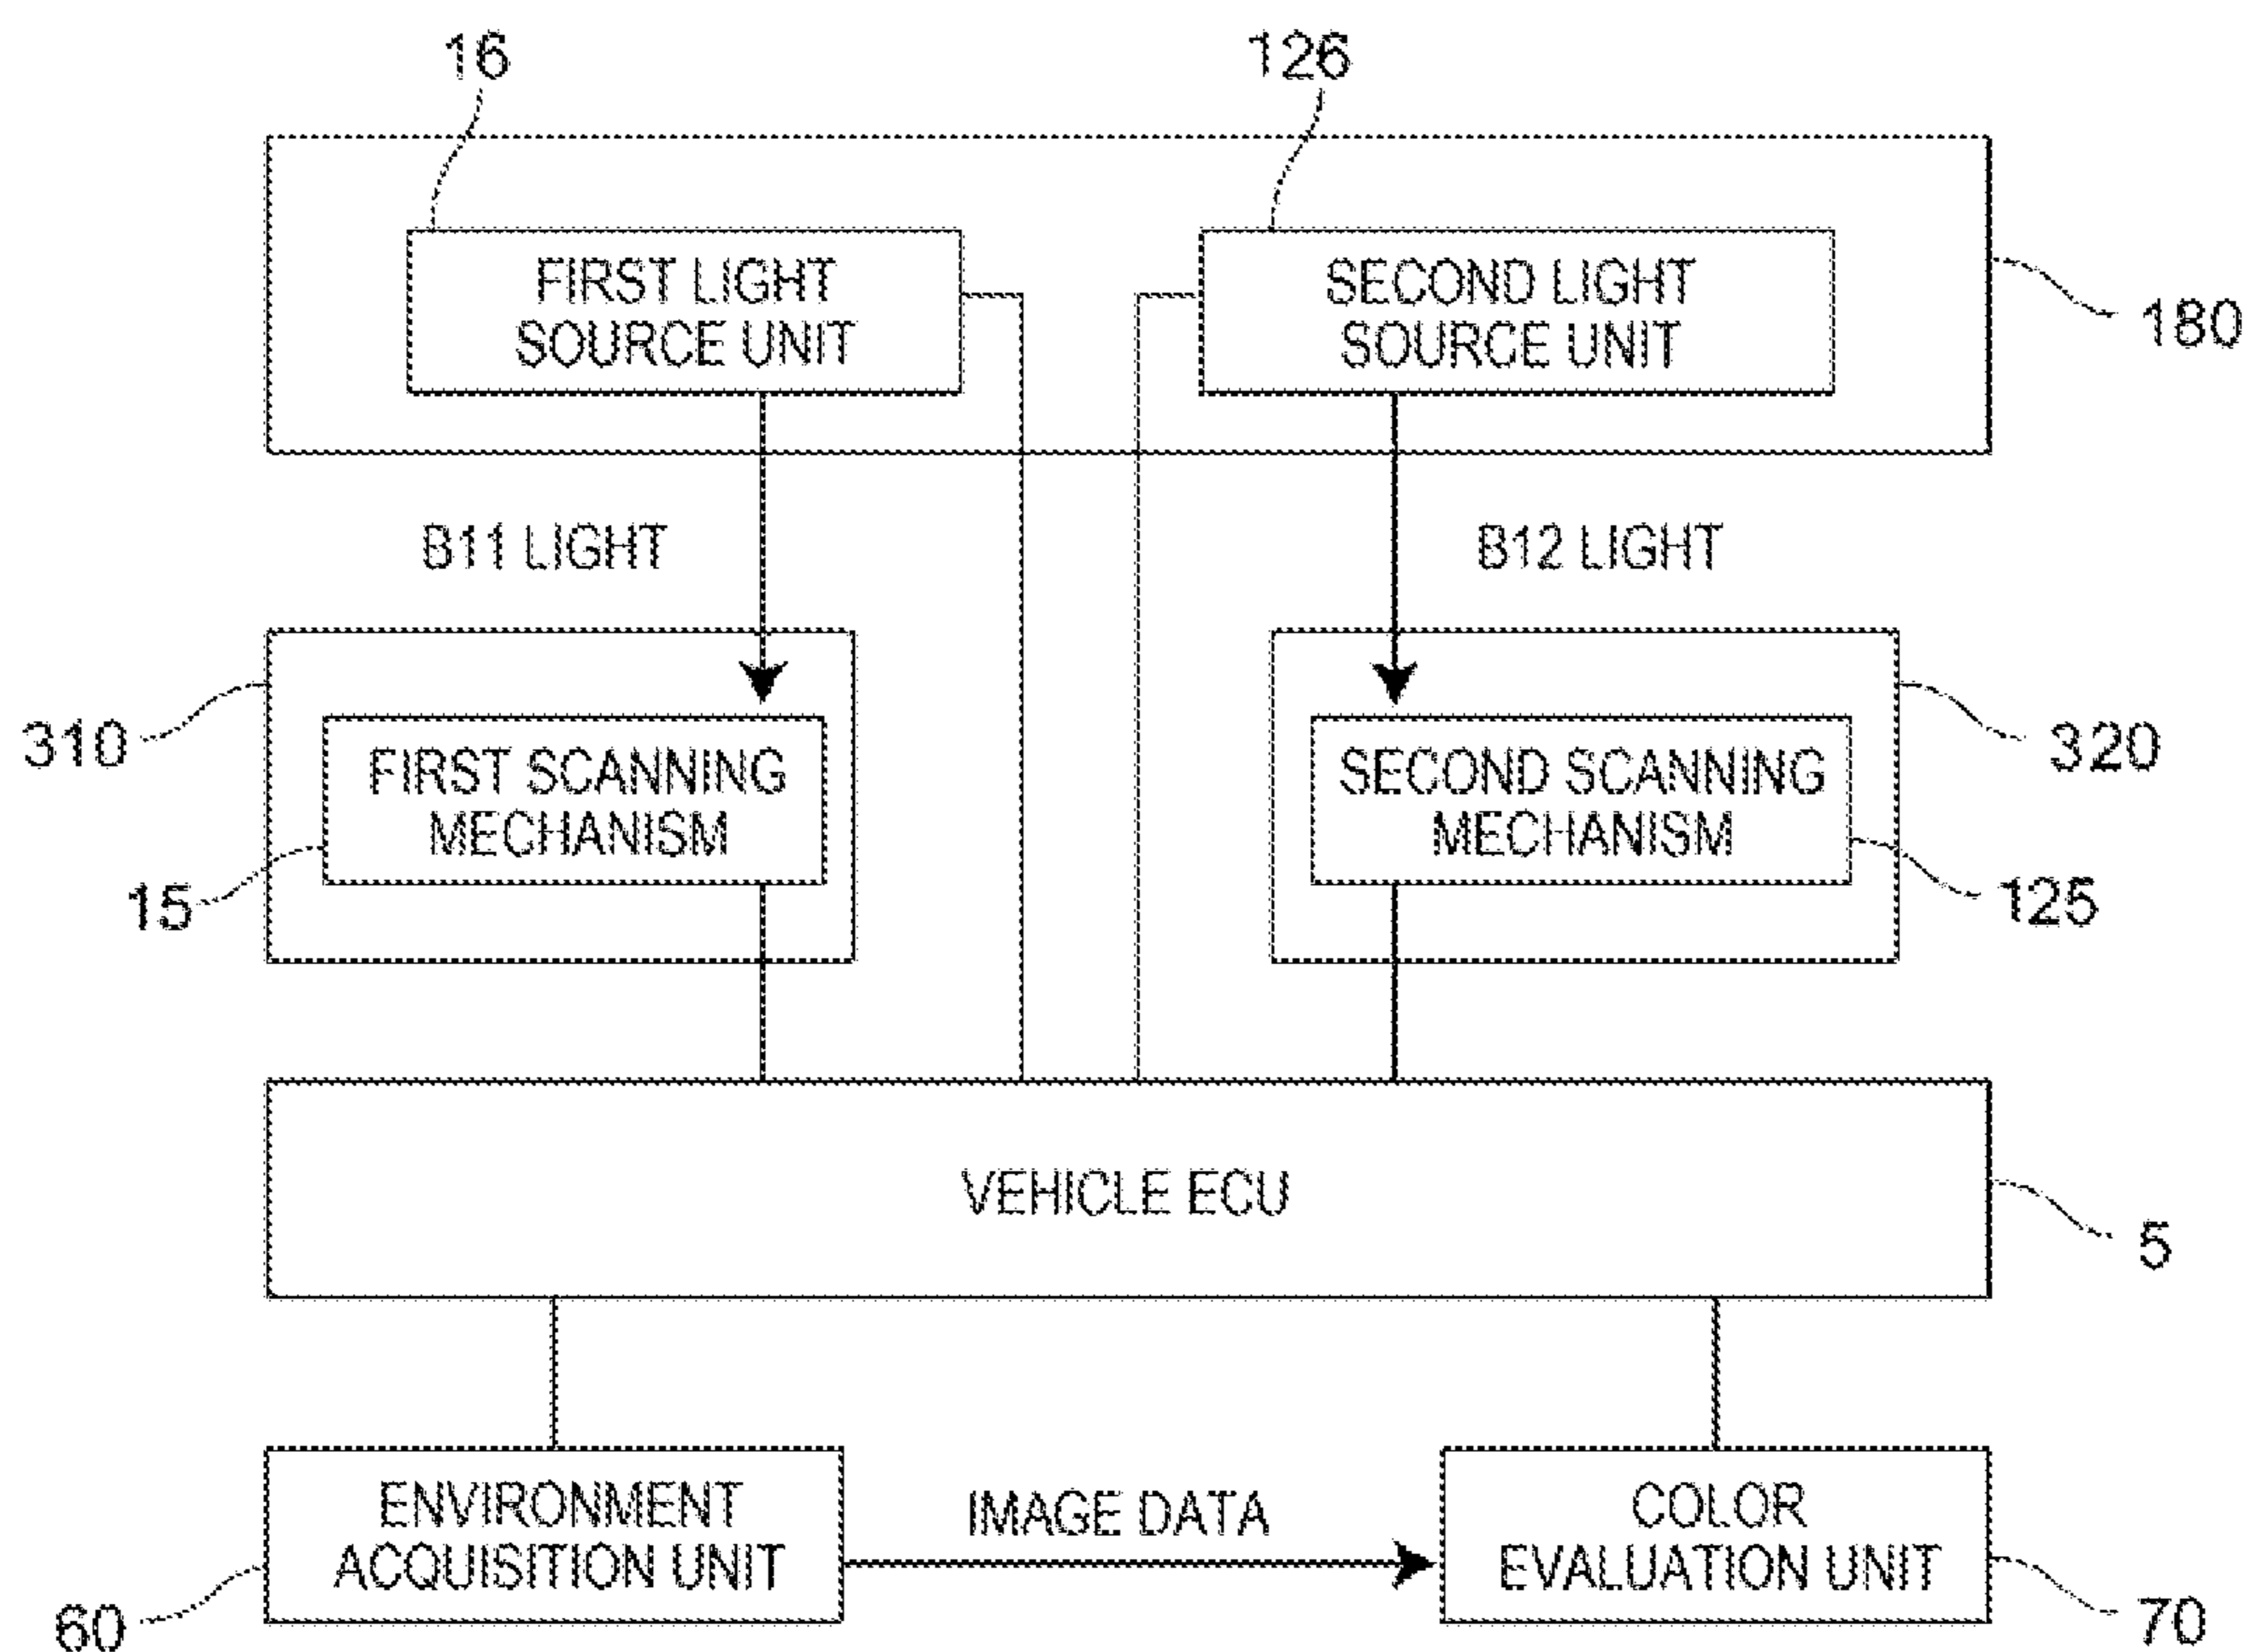 16
126
FIRST LIGHT
SOURCE UNIT
SECOND LIGHT
SOURCE UNIT
180
B11 LIGHT
B12 LIGHT
310
FIRST SCANNING
MECHANISM
SECOND SCANNING
MECHANISM
320
15
125
VEHICLE ECU
5
ENVIRONMENT
ACQUISITION UNIT
IMAGE DATA
COLOR
EVALUATION UNIT
60
70